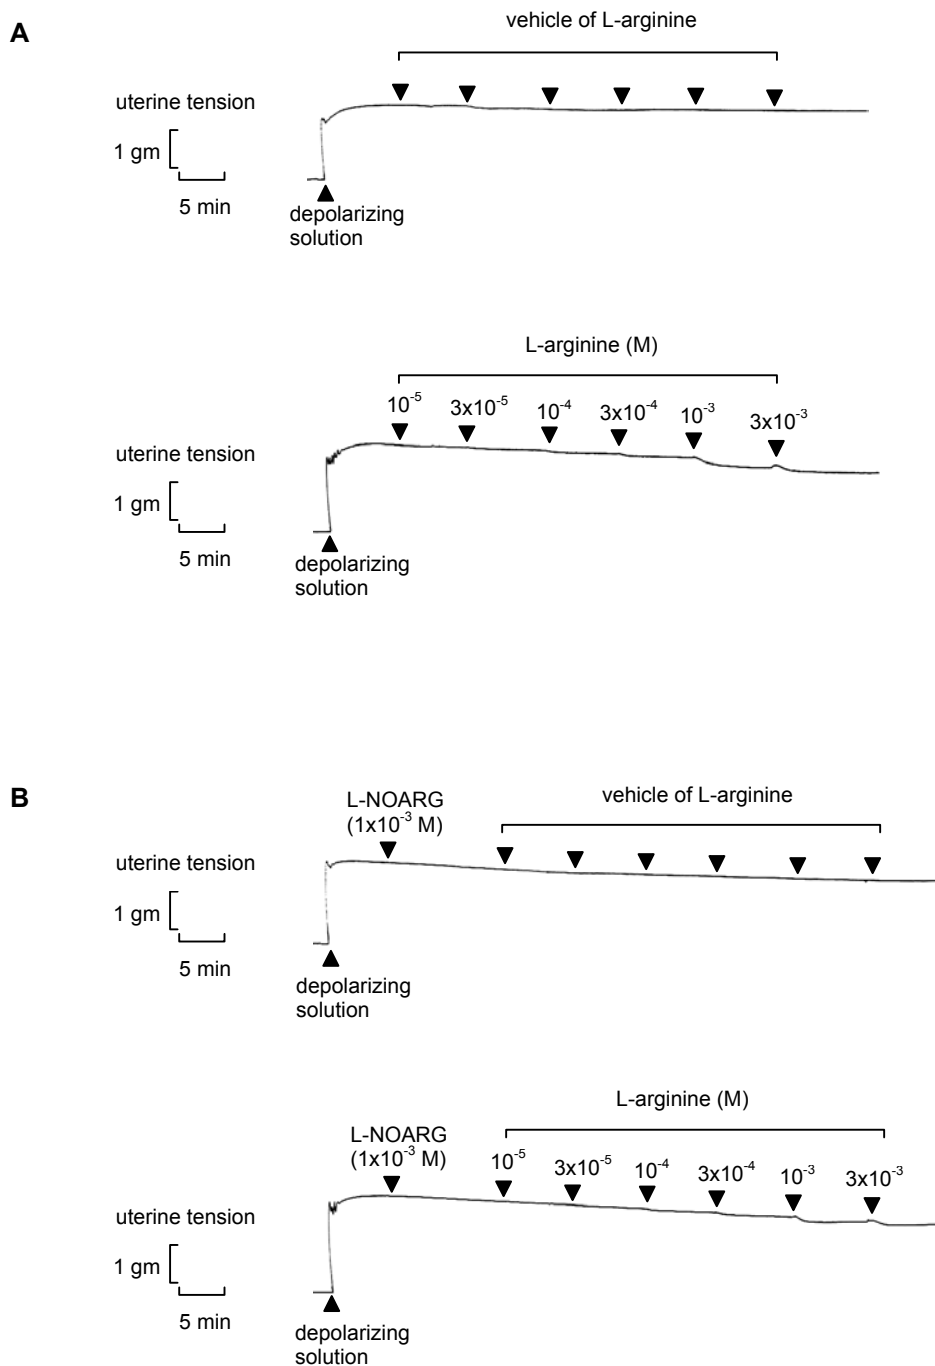 A
vehicle of L-arginine
uterine tension
1 gm
5 min
depolarizing
solution
L-arginine (M)
10⁻⁵ 3x10⁻⁵ 10⁻⁴ 3x10⁻⁴ 10⁻³ 3x10⁻³
uterine tension
1 gm
5 min
depolarizing
solution
B
L-NOARG
(1x10⁻³ M)
vehicle of L-arginine
uterine tension
1 gm
5 min
depolarizing
solution
L-arginine (M)
L-NOARG
(1x10⁻³ M)
10⁻⁵ 3x10⁻⁵ 10⁻⁴ 3x10⁻⁴ 10⁻³ 3x10⁻³
uterine tension
1 gm
5 min
depolarizing
solution